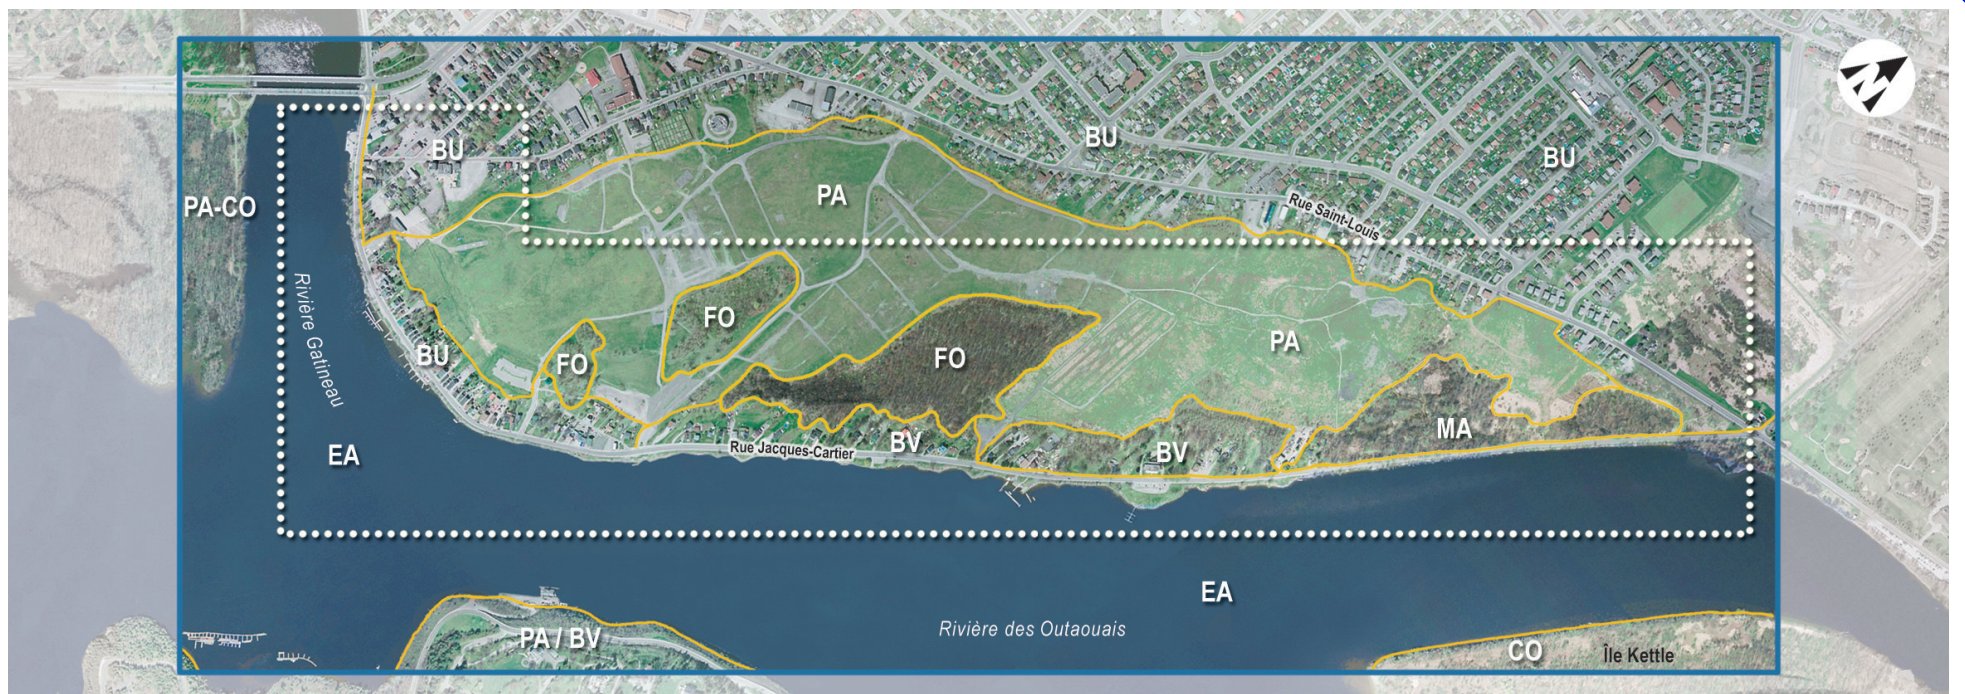 BU
BU
BU
PA
PA-CO
Rue Saint-Louis
Rivière Gatineau
FO
PA
BU
FO
FO
MA
BV
BV
Rue Jacques-Cartier
EA
EA
Rivière des Outaouais
PA / BV
CO
Île Kettle